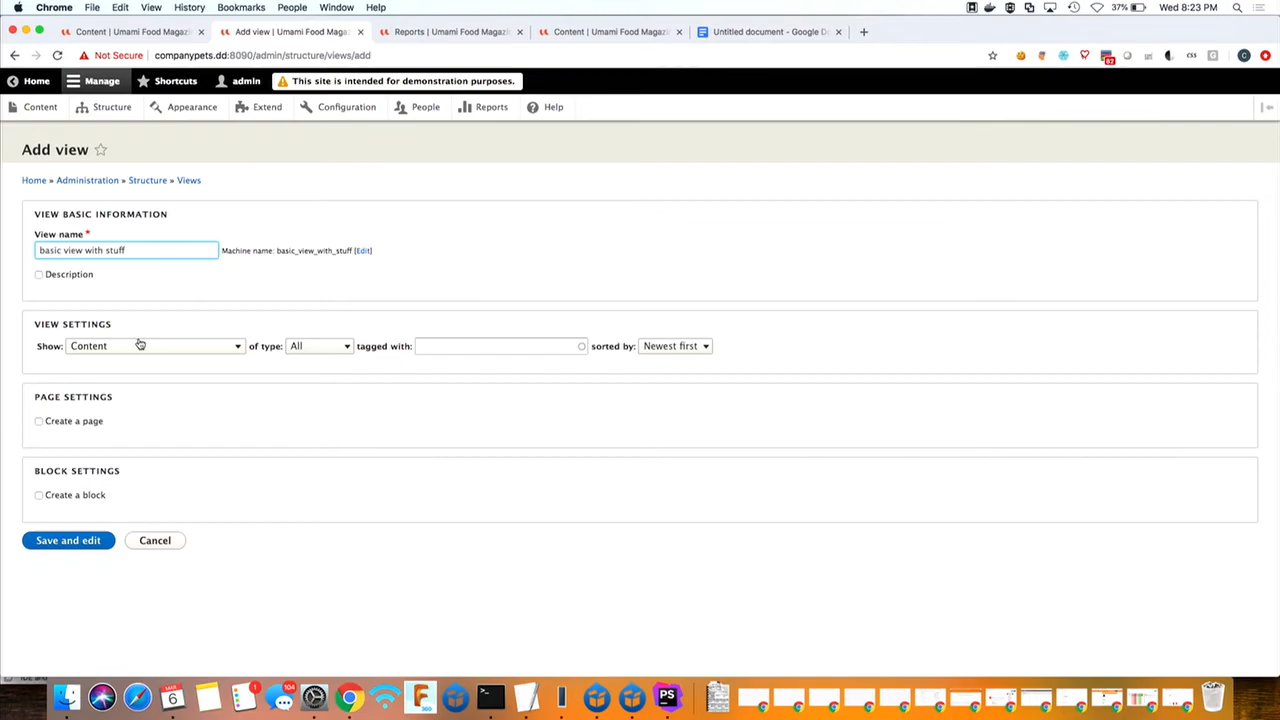 Chrome File Edit View History Bookmarks People Window Help 37% Wed 8:23 PM
Content | Umami Food Magazin Add view | Umami Food Magazi Reports | Umami Food Magazin Content | Umami Food Magazin Untitled document - Google D
Not Secure companypets.dd:8090/admin/structure/views/add
Home Manage Shortcuts admin This site is intended for demonstration purposes.
Content Structure Appearance Extend Configuration People Reports Help
Add view
Home » Administration » Structure » Views
VIEW BASIC INFORMATION
View name *
basic view with stuff Machine name: basic_view_with_stuff [Edit]
Description
VIEW SETTINGS
Show: Content of type: All tagged with: sorted by: Newest first
PAGE SETTINGS
Create a page
BLOCK SETTINGS
Create a block
Save and edit Cancel